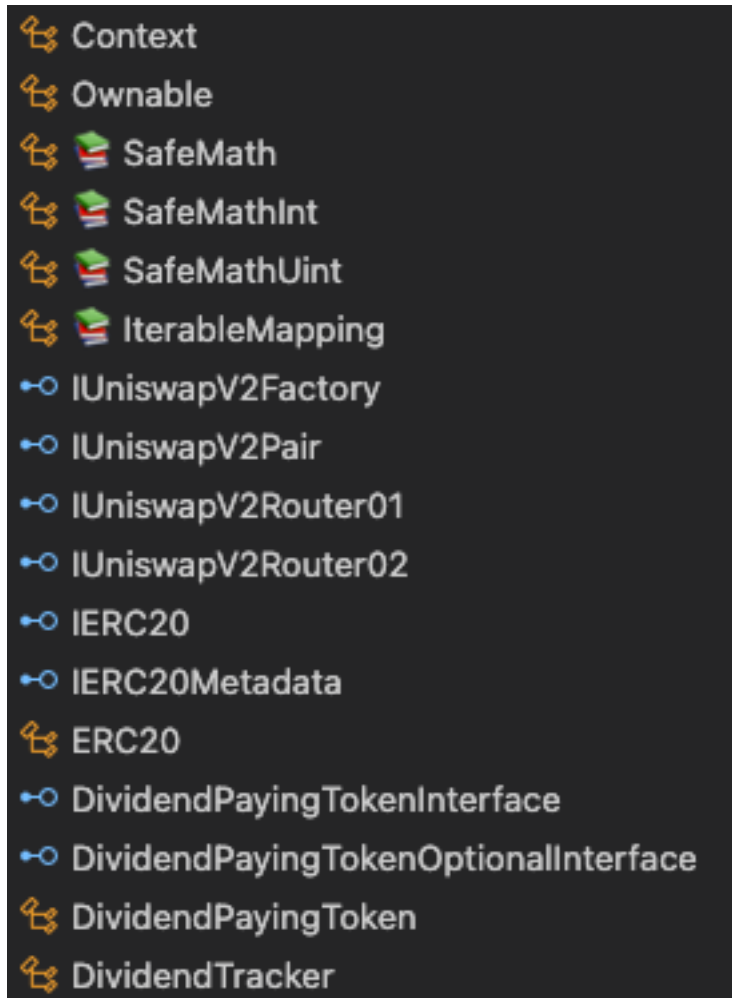 Context
Ownable
SafeMath
SafeMathInt
SafeMathUint
IterableMapping
IUniswapV2Factory
IUniswapV2Pair
IUniswapV2Router01
IUniswapV2Router02
IERC20
IERC20Metadata
ERC20
DividendPayingTokenInterface
DividendPayingTokenOptionalInterface
DividendPayingToken
DividendTracker